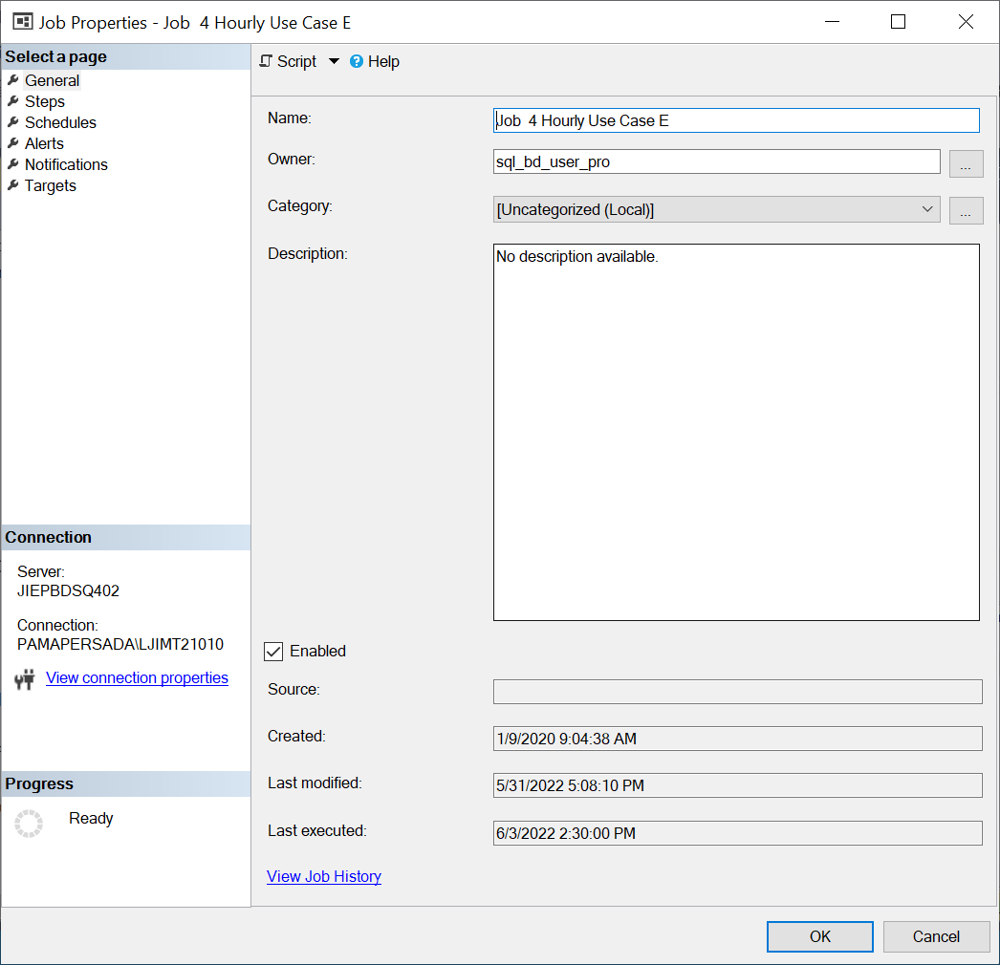 Job Properties - Job  4 Hourly Use Case E
Select a page
General
Steps
Schedules
Alerts
Notifications
Targets
Script
Help
Name:
Job  4 Hourly Use Case E
Owner:
sql_bd_user_pro
...
Category:
[Uncategorized (Local)]
...
Description:
No description available.
Enabled
Source:
Created:
1/9/2020 9:04:38 AM
Last modified:
5/31/2022 5:08:10 PM
Last executed:
6/3/2022 2:30:00 PM
View Job History
Connection
Server:
JIEPBDSQ402
Connection:
PAMAPERSADA\LJIMT21010
View connection properties
Progress
Ready
OK
Cancel